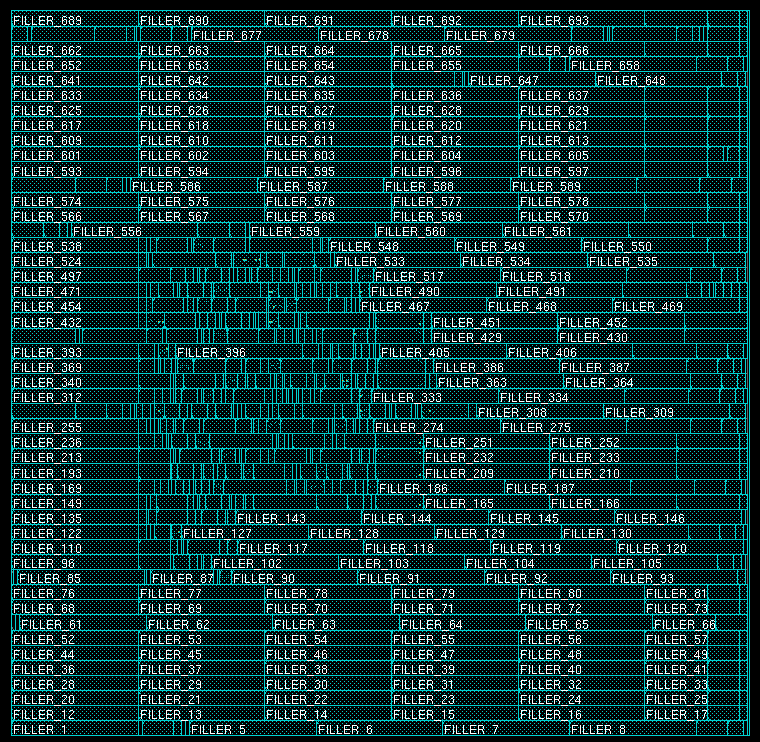 FILLER_689 FILLER_690 FILLER_691 FILLER_692 FILLER_693
FILLER_677 FILLER_678 FILLER_679
FILLER_662 FILLER_663 FILLER_664 FILLER_665 FILLER_666
FILLER_652 FILLER_653 FILLER_654 FILLER_655 FILLER_658
FILLER_641 FILLER_642 FILLER_643 FILLER_647 FILLER_648
FILLER_633 FILLER_634 FILLER_635 FILLER_636 FILLER_637
FILLER_625 FILLER_626 FILLER_627 FILLER_628 FILLER_629
FILLER_617 FILLER_618 FILLER_619 FILLER_620 FILLER_621
FILLER_609 FILLER_610 FILLER_611 FILLER_612 FILLER_613
FILLER_601 FILLER_602 FILLER_603 FILLER_604 FILLER_605
FILLER_593 FILLER_594 FILLER_595 FILLER_596 FILLER_597
FILLER_586 FILLER_587 FILLER_588 FILLER_589
FILLER_574 FILLER_575 FILLER_576 FILLER_577 FILLER_578
FILLER_566 FILLER_567 FILLER_568 FILLER_569 FILLER_570
FILLER_556 FILLER_559 FILLER_560 FILLER_561
FILLER_538 FILLER_548 FILLER_549 FILLER_550
FILLER_524 FILLER_533 FILLER_534 FILLER_535
FILLER_497 FILLER_517 FILLER_518
FILLER_471 FILLER_490 FILLER_491
FILLER_454 FILLER_467 FILLER_468 FILLER_469
FILLER_432 FILLER_451 FILLER_452
FILLER_429 FILLER_430
FILLER_393 FILLER_396 FILLER_405 FILLER_406
FILLER_369 FILLER_386 FILLER_387
FILLER_340 FILLER_363 FILLER_364
FILLER_312 FILLER_333 FILLER_334
FILLER_308 FILLER_309
FILLER_255 FILLER_274 FILLER_275
FILLER_236 FILLER_251 FILLER_252
FILLER_213 FILLER_232 FILLER_233
FILLER_193 FILLER_209 FILLER_210
FILLER_169 FILLER_186 FILLER_187
FILLER_149 FILLER_165 FILLER_166
FILLER_135 FILLER_143 FILLER_144 FILLER_145 FILLER_146
FILLER_122 FILLER_127 FILLER_128 FILLER_129 FILLER_130
FILLER_110 FILLER_117 FILLER_118 FILLER_119 FILLER_120
FILLER_96 FILLER_102 FILLER_103 FILLER_104 FILLER_105
FILLER_85 FILLER_87 FILLER_90 FILLER_91 FILLER_92 FILLER_93
FILLER_76 FILLER_77 FILLER_78 FILLER_79 FILLER_80 FILLER_81
FILLER_68 FILLER_69 FILLER_70 FILLER_71 FILLER_72 FILLER_73
FILLER_61 FILLER_62 FILLER_63 FILLER_64 FILLER_65 FILLER_66
FILLER_52 FILLER_53 FILLER_54 FILLER_55 FILLER_56 FILLER_57
FILLER_44 FILLER_45 FILLER_46 FILLER_47 FILLER_48 FILLER_49
FILLER_36 FILLER_37 FILLER_38 FILLER_39 FILLER_40 FILLER_41
FILLER_28 FILLER_29 FILLER_30 FILLER_31 FILLER_32 FILLER_33
FILLER_20 FILLER_21 FILLER_22 FILLER_23 FILLER_24 FILLER_25
FILLER_12 FILLER_13 FILLER_14 FILLER_15 FILLER_16 FILLER_17
FILLER_1 FILLER_5 FILLER_6 FILLER_7 FILLER_8